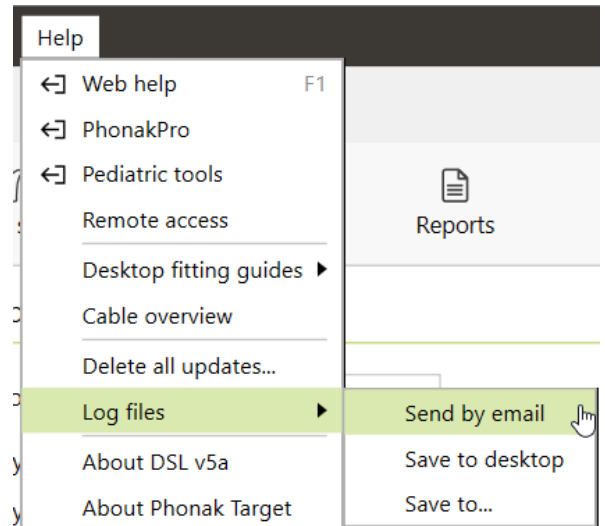 Help
Web help F1
PhonakPro
Pediatric tools
Remote access
Reports
Desktop fitting guides
Cable overview
Delete all updates...
Log files
Send by email
About DSL v5a
Save to desktop
About Phonak Target
Save to...